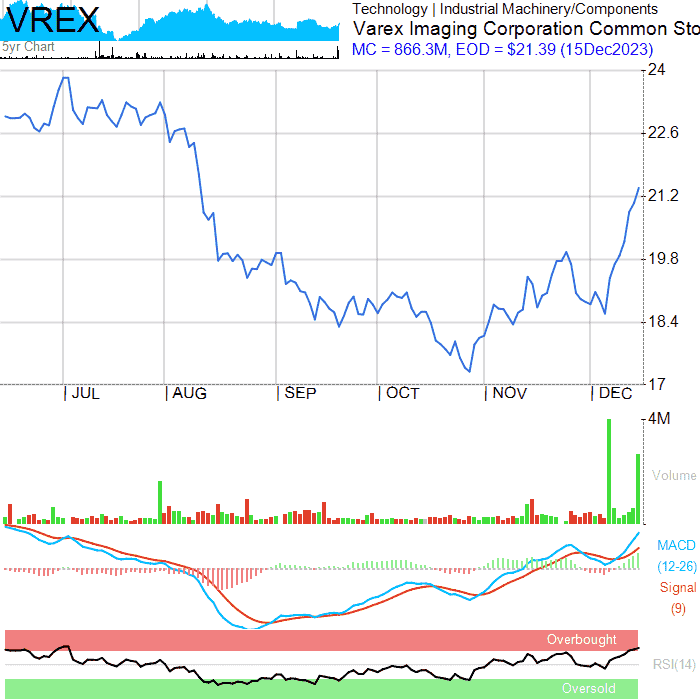 VREX
5yr Chart
Technology | Industrial Machinery/Components
Varex Imaging Corporation Common Sto
MC = 866.3M, EOD = $21.39 (15Dec2023)
24
22.6
21.2
19.8
18.4
17
| JUL | AUG | SEP | OCT | NOV | DEC
4M
Volume
MACD
(12-26)
Signal
(9)
Overbought
RSI(14)
Oversold